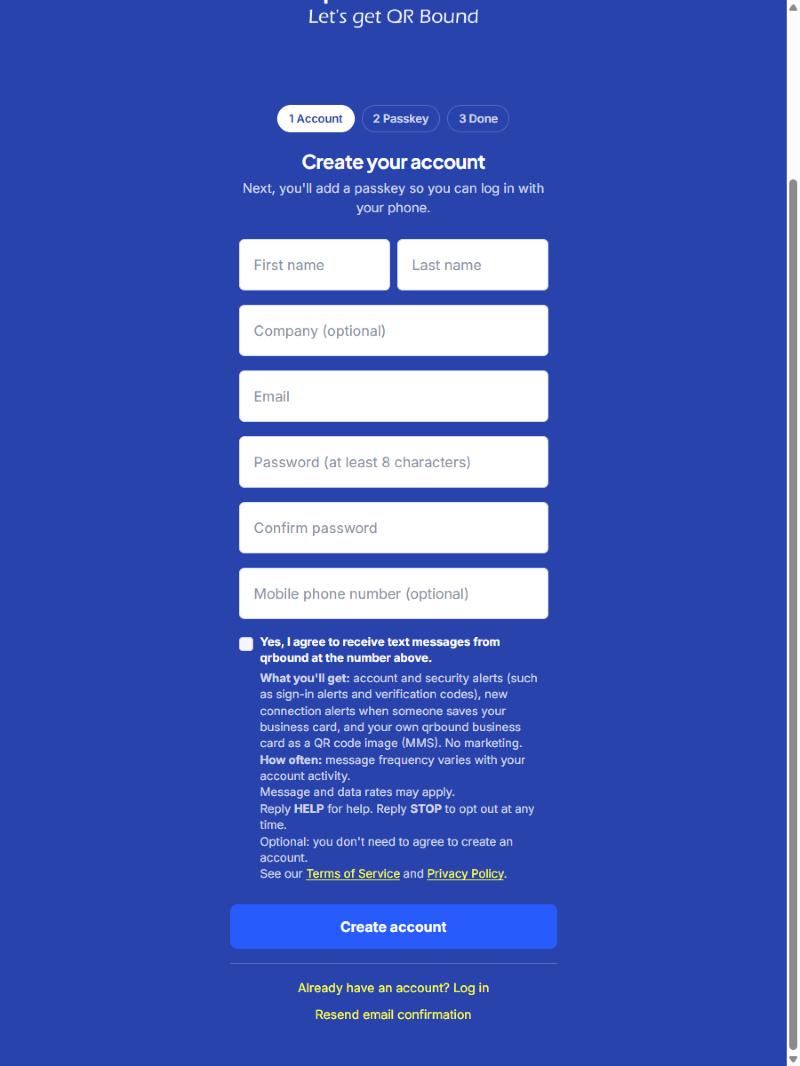 Let's get QR Bound
1 Account
2 Passkey
3 Done
Create your account
Next, you'll add a passkey so you can log in with
your phone.
First name
Last name
Company (optional)
Email
Password (at least 8 characters)
Confirm password
Mobile phone number (optional)
Yes, I agree to receive text messages from
qrbound at the number above.
What you'll get: account and security alerts (such
as sign-in alerts and verification codes), new
connection alerts when someone saves your
business card, and your own qrbound business
card as a QR code image (MMS). No marketing.
How often: message frequency varies with your
account activity.
Message and data rates may apply.
Reply HELP for help. Reply STOP to opt out at any
time.
Optional: you don't need to agree to create an
account.
See our Terms of Service and Privacy Policy.
Create account
Already have an account? Log in
Resend email confirmation